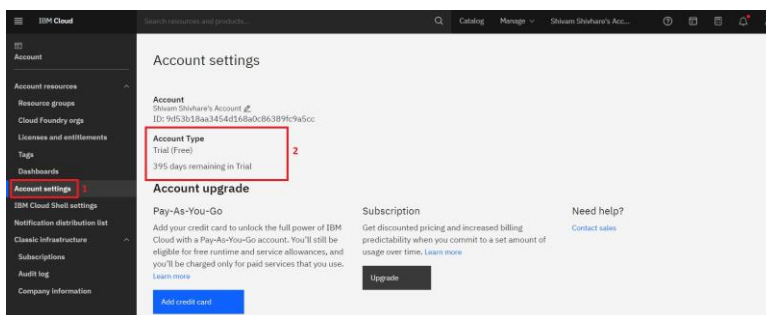 IBM Cloud
Search resources and products...
Catalog
Manage
Shivam Shivhare's Acc...
Account
Account resources
Resource groups
Cloud Foundry orgs
Licenses and entitlements
Tags
Dashboards
Account settings 1
IBM Cloud Shell settings
Notification distribution list
Classic infrastructure
Subscriptions
Audit log
Company information
Account settings
Account
Shivam Shivhare's Account
ID: 9d53b18aa3454d168a0c86389fc9a5cc
Account Type
Trial (Free)
2
395 days remaining in Trial
Account upgrade
Pay-As-You-Go
Add your credit card to unlock the full power of IBM
Cloud with a Pay-As-You-Go account. You'll still be
eligible for free runtime and service allowances, and
you'll be charged only for paid services that you use.
Learn more
Add credit card
Subscription
Get discounted pricing and increased billing
predictability when you commit to a set amount of
usage over time. Learn more
Upgrade
Need help?
Contact sales